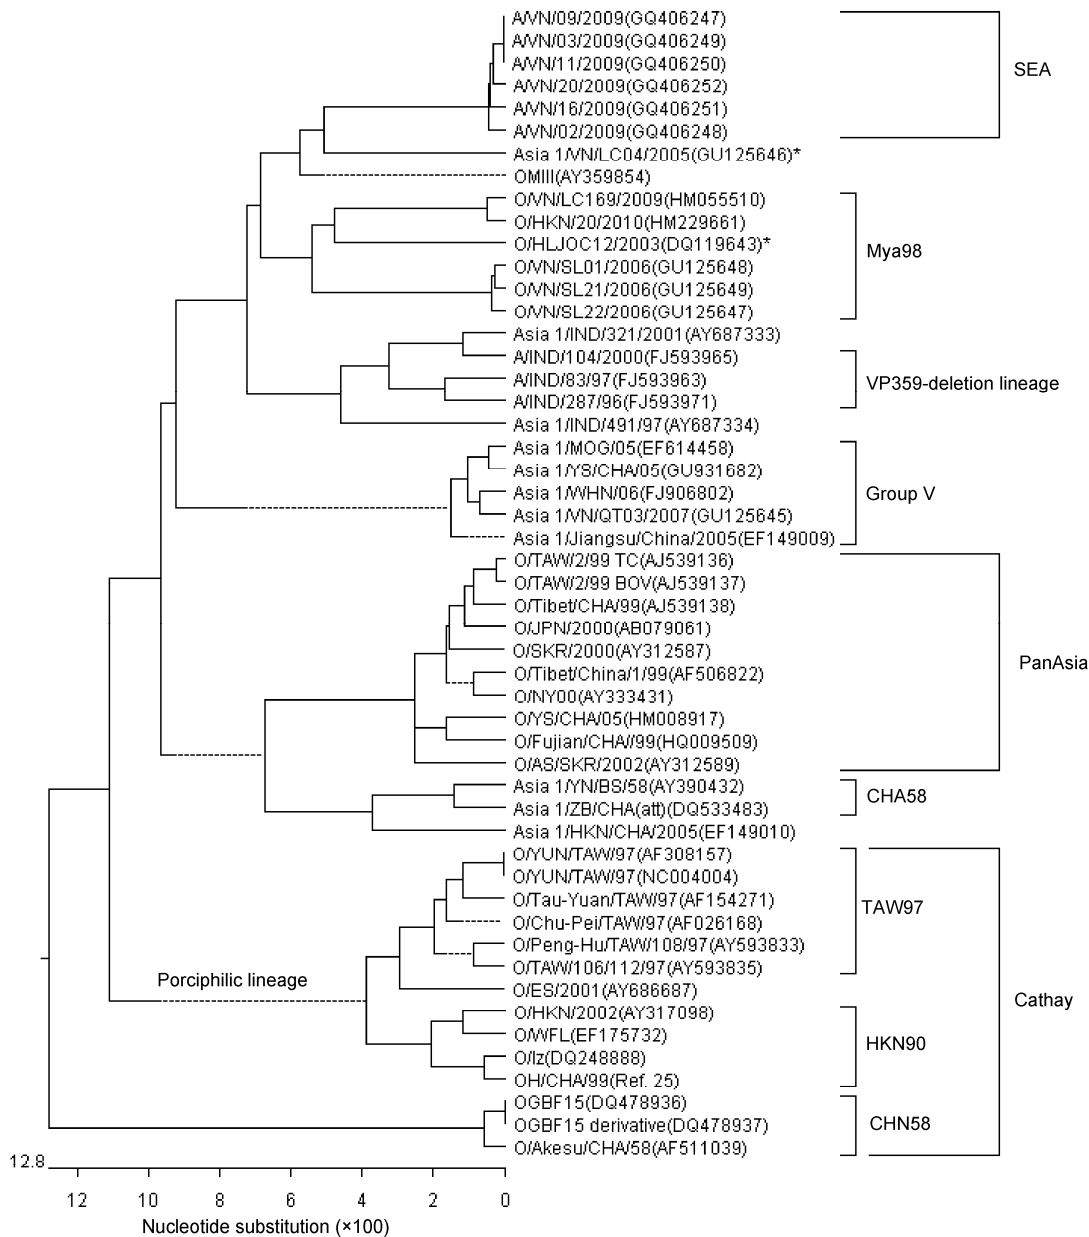 A/VN/09/2009(GQ406247)
A/VN/03/2009(GQ406249)
A/VN/11/2009(GQ406250)
A/VN/20/2009(GQ406252)
A/VN/16/2009(GQ406251)
A/VN/02/2009(GQ406248)
SEA
Asia 1/VN/LC04/2005(GU125646)*
OMIII(AY359854)
O/VN/LC169/2009(HM055510)
O/HKN/20/2010(HM229661)
O/HLJOC12/2003(DQ119643)*
O/VN/SL01/2006(GU125648)
O/VN/SL21/2006(GU125649)
O/VN/SL22/2006(GU125647)
Mya98
Asia 1/IND/321/2001(AY687333)
A/IND/104/2000(FJ593965)
A/IND/83/97(FJ593963)
A/IND/287/96(FJ593971)
VP359-deletion lineage
Asia 1/IND/491/97(AY687334)
Asia 1/MOG/05(EF614458)
Asia 1/YS/CHA/05(GU931682)
Asia 1/WHN/06(FJ906802)
Asia 1/VN/QT03/2007(GU125645)
Asia 1/Jiangsu/China/2005(EF149009)
Group V
O/TAW/2/99 TC(AJ539136)
O/TAW/2/99 BOV(AJ539137)
O/Tibet/CHA/99(AJ539138)
O/JPN/2000(AB079061)
O/SKR/2000(AY312587)
O/Tibet/China/1/99(AF506822)
O/NY00(AY333431)
O/YS/CHA/05(HM008917)
O/Fujian/CHA//99(HQ009509)
O/AS/SKR/2002(AY312589)
PanAsia
Asia 1/YN/BS/58(AY390432)
Asia 1/ZB/CHA(att)(DQ533483)
CHA58
Asia 1/HKN/CHA/2005(EF149010)
O/YUN/TAW/97(AF308157)
O/YUN/TAW/97(NC004004)
O/Tau-Yuan/TAW/97(AF154271)
O/Chu-Pei/TAW/97(AF026168)
O/Peng-Hu/TAW/108/97(AY593833)
O/TAW/106/112/97(AY593835)
TAW97
Porciphilic lineage
O/ES/2001(AY686687)
Cathay
O/HKN/2002(AY317098)
O/WFL(EF175732)
O/lz(DQ248888)
OH/CHA/99(Ref. 25)
HKN90
OGBF15(DQ478936)
OGBF15 derivative(DQ478937)
O/Akesu/CHA/58(AF511039)
CHN58
12.8
12 10 8 6 4 2 0
Nucleotide substitution (×100)